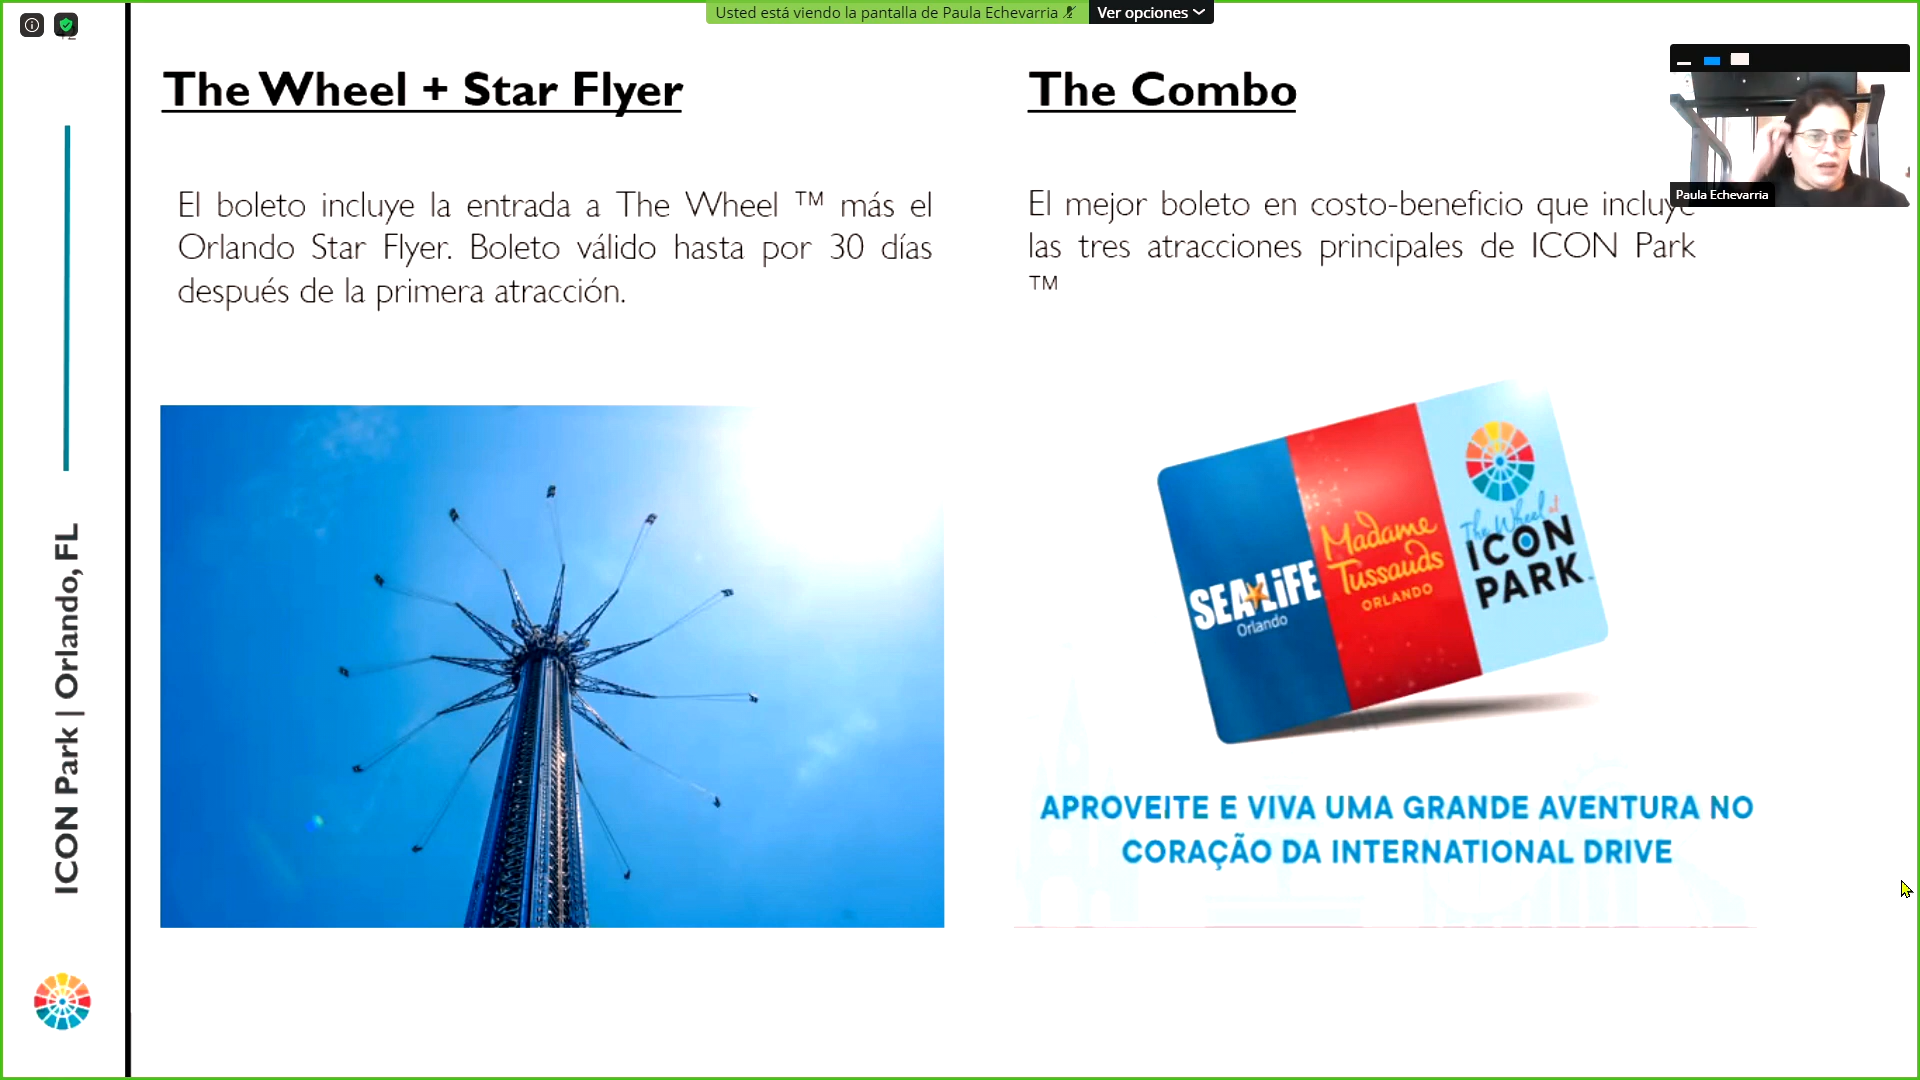 Usted está viendo la pantalla de Paula Echevarria
Ver opciones
The Wheel + Star Flyer
El boleto incluye la entrada a The Wheel ™ más el
Orlando Star Flyer. Boleto válido hasta por 30 días
después de la primera atracción.
The Combo
El mejor boleto en costo-beneficio que incluye
las tres atracciones principales de ICON Park
™
Paula Echevarria
SEA LiFE
Orlando
Madame
Tussauds
ORLANDO
The Wheel at
ICON
PARK
APROVEITE E VIVA UMA GRANDE AVENTURA NO
CORAÇÃO DA INTERNATIONAL DRIVE
ICON Park | Orlando, FL